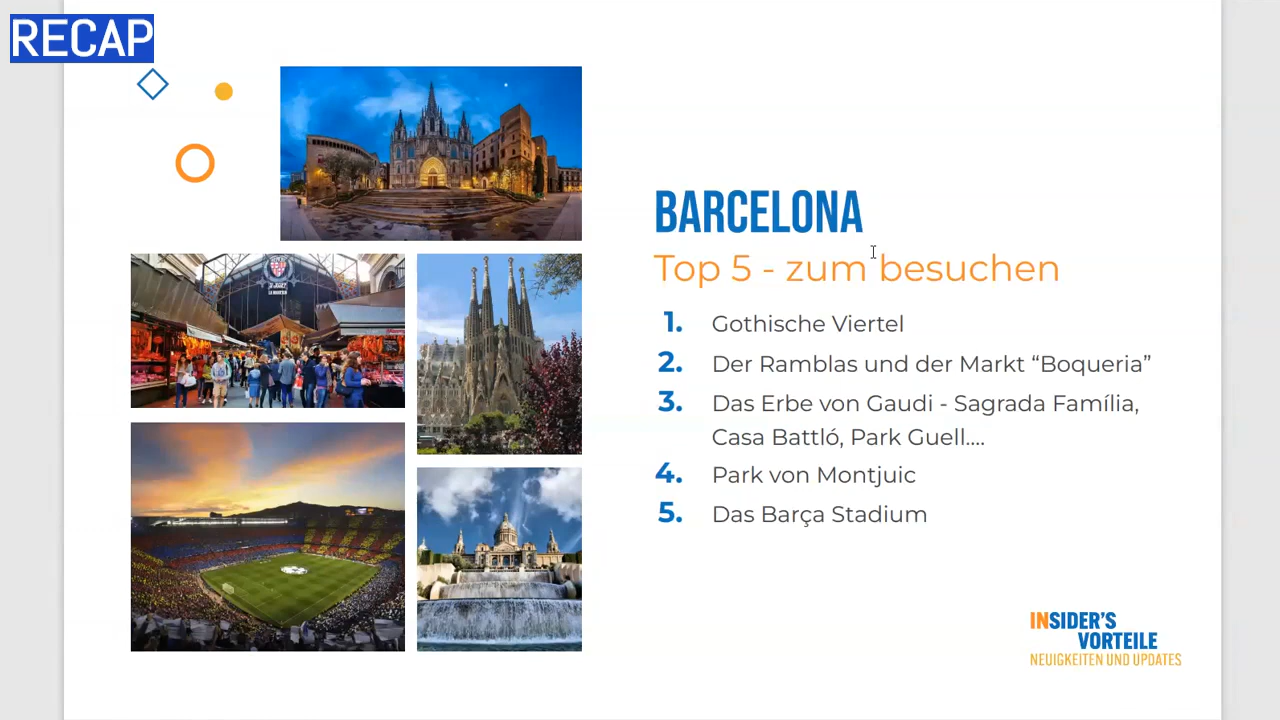 RECAP
BARCELONA
Top 5 - zum besuchen
1. Gothische Viertel
2. Der Ramblas und der Markt “Boqueria”
3. Das Erbe von Gaudi - Sagrada Família,
Casa Battló, Park Guell....
4. Park von Montjuic
5. Das Barça Stadium
INSIDER'S
VORTEILE
NEUIGKEITEN UND UPDATES